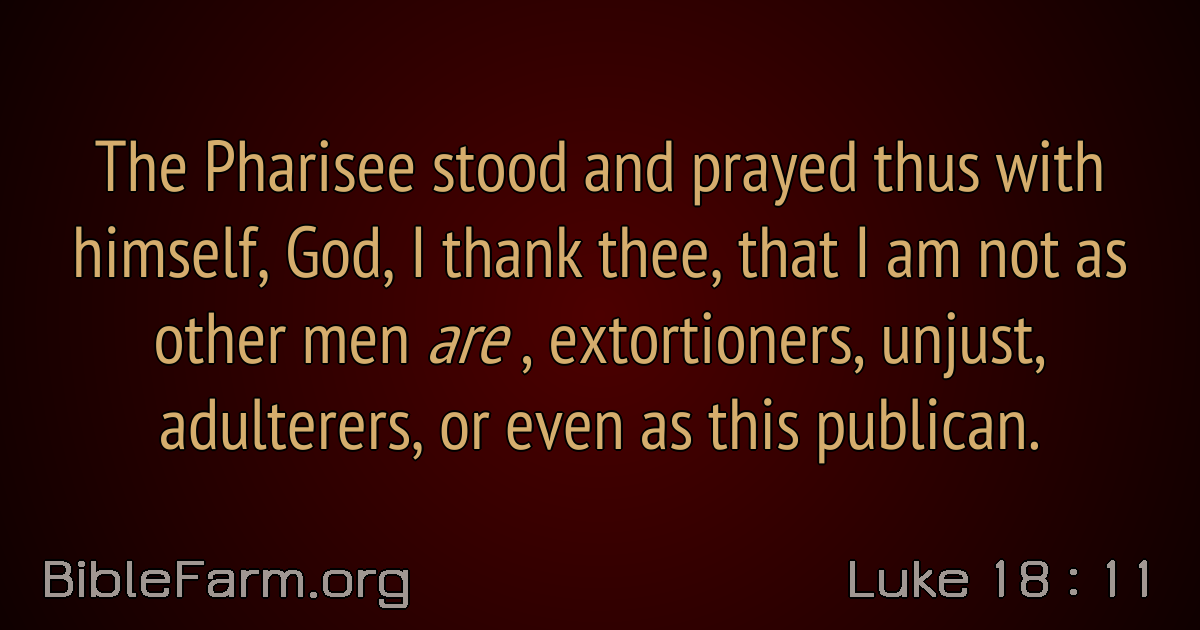 The Pharisee stood and prayed thus with
himself, God, I thank thee, that I am not as
other men are , extortioners, unjust,
adulterers, or even as this publican.
BibleFarm.org
Luke 18 : 11